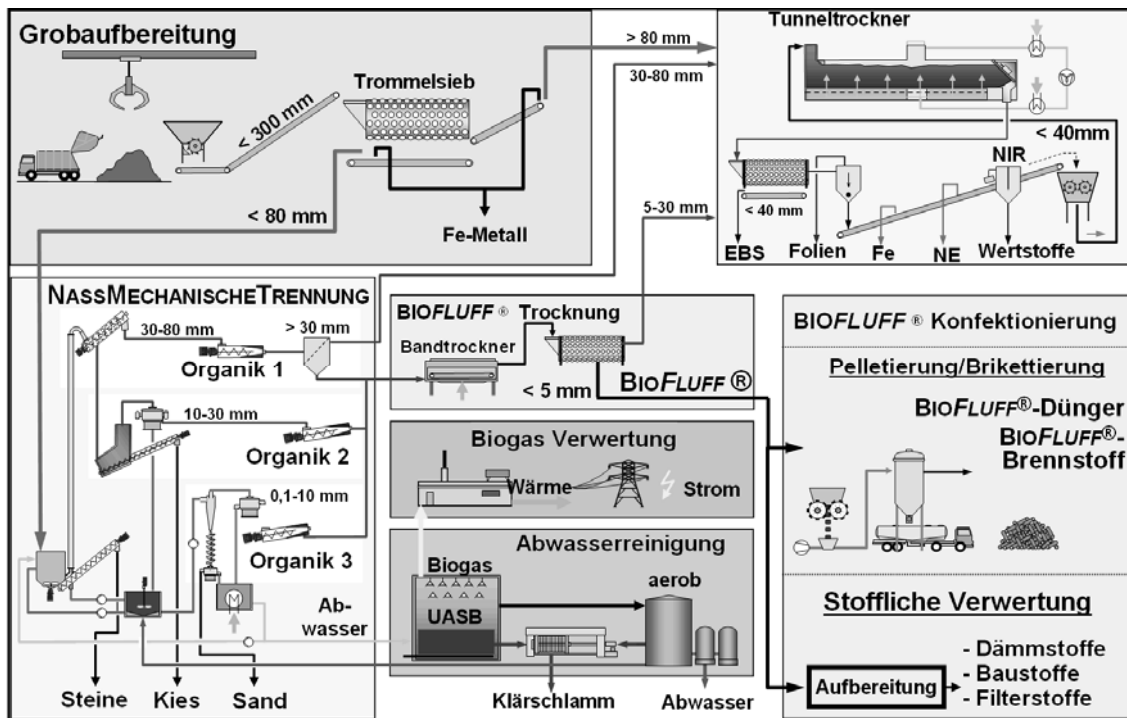 Grobaufbereitung
Trommelsieb
< 300 mm
< 80 mm
Fe-Metall
> 80 mm
30-80 mm
Tunneltrockner
< 40mm
NIR
< 40 mm
EBS
Folien
Fe
NE
Wertstoffe
5-30 mm
NASSMECHANISCHETRENNUNG
30-80 mm
> 30 mm
Organik 1
10-30 mm
Organik 2
0,1-10 mm
Organik 3
M
Ab-
wasser
Steine
Kies
Sand
BIOFLUFF ® Trocknung
Bandtrockner
< 5 mm
BIOFLUFF ®
Biogas Verwertung
Wärme
Strom
Abwasserreinigung
Biogas
UASB
aerob
Klärschlamm
Abwasser
BIOFLUFF ® Konfektionierung
Pelletierung/Brikettierung
BIOFLUFF®-Dünger
BIOFLUFF®-
Brennstoff
Stoffliche Verwertung
Aufbereitung
- Dämmstoffe
- Baustoffe
- Filterstoffe